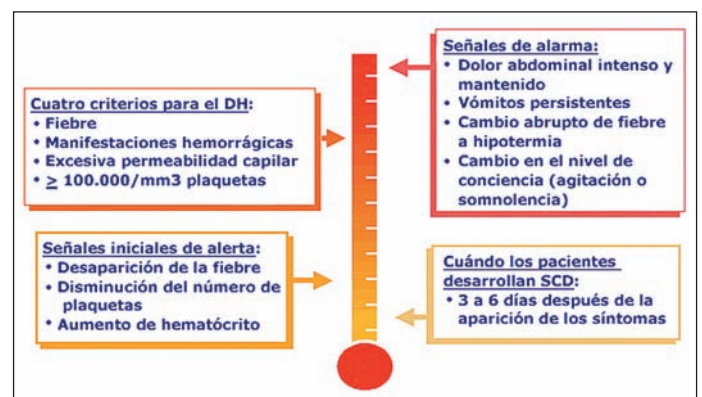 Cuatro criterios para el DH:
• Fiebre
• Manifestaciones hemorrágicas
• Excesiva permeabilidad capilar
• ≥ 100.000/mm3 plaquetas
Señales iniciales de alerta:
• Desaparición de la fiebre
• Disminución del número de
plaquetas
• Aumento de hematócrito
Señales de alarma:
• Dolor abdominal intenso y
mantenido
• Vómitos persistentes
• Cambio abrupto de fiebre
a hipotermia
• Cambio en el nivel de
conciencia (agitación o
somnolencia)
Cuándo los pacientes
desarrollan SCD:
• 3 a 6 días después de la
aparición de los síntomas